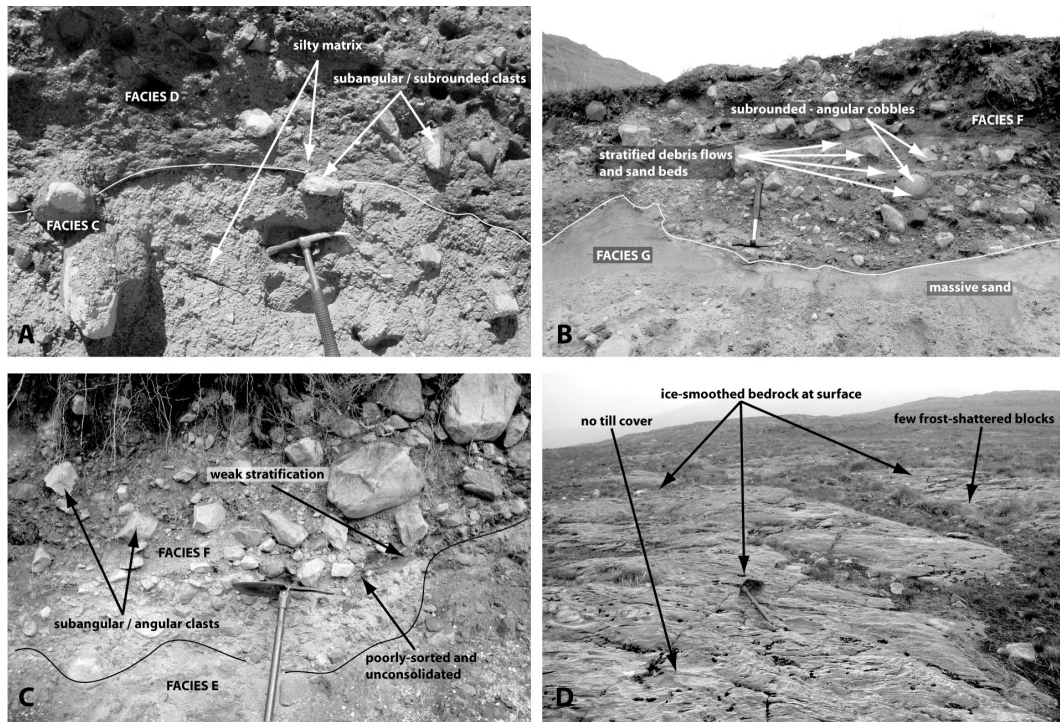 silty matrix
subangular / subrounded clasts
FACIES D
FACIES C
A
subrounded - angular cobbles
FACIES F
stratified debris flows
and sand beds
FACIES G
massive sand
B
weak stratification
FACIES F
subangular / angular clasts
poorly-sorted and
unconsolidated
FACIES E
C
ice-smoothed bedrock at surface
no till cover
few frost-shattered blocks
D